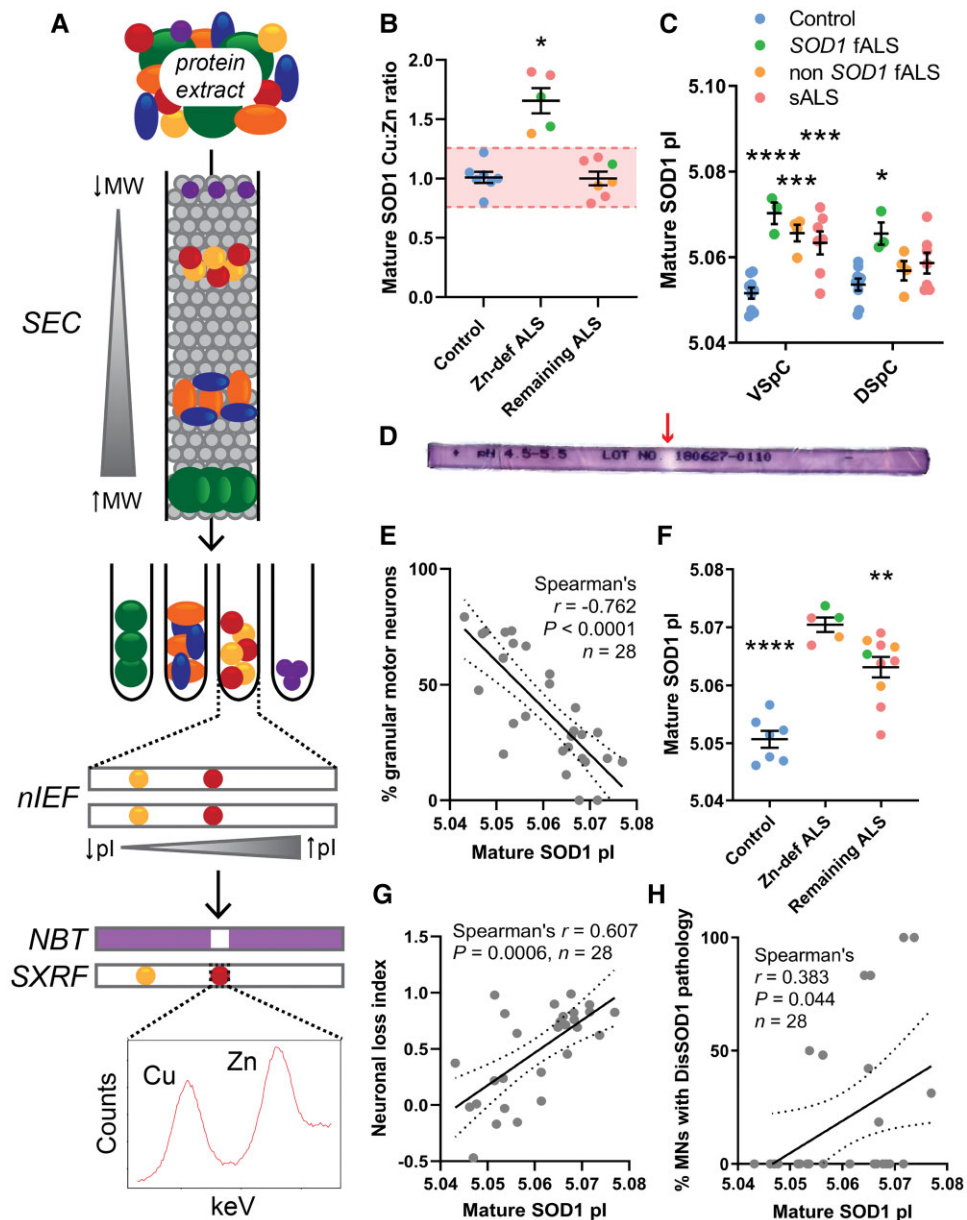 A
protein
extract
↓MW
SEC
↑MW
nIEF
↓pI
↑pI
NBT
SXRF
Cu
Zn
Counts
keV
B
*
Mature SOD1 Cu:Zn ratio
2.0
1.5
1.0
0.5
0.0
Control
Zn-def ALS
Remaining ALS
C
Control
SOD1 fALS
non SOD1 fALS
sALS
Mature SOD1 pI
5.10
5.08
5.06
5.04
****
***
***
*
VSpC
DSpC
D
+ pH 4.5-5.5 LOT NO. 180627-0110 -
E
% granular motor neurons
100
50
0
Spearman's
r = -0.762
P < 0.0001
n = 28
5.04 5.05 5.06 5.07 5.08
Mature SOD1 pI
F
Mature SOD1 pI
5.08
5.07
5.06
5.05
5.04
****
**
Control
Zn-def ALS
Remaining ALS
G
Spearman's r = 0.607
P = 0.0006, n = 28
Neuronal loss index
1.5
1.0
0.5
0.0
-0.5
5.04 5.05 5.06 5.07 5.08
Mature SOD1 pI
H
% MNs with DisSOD1 pathology
100
50
0
Spearman's
r = 0.383
P = 0.044
n = 28
5.04 5.05 5.06 5.07 5.08
Mature SOD1 pI